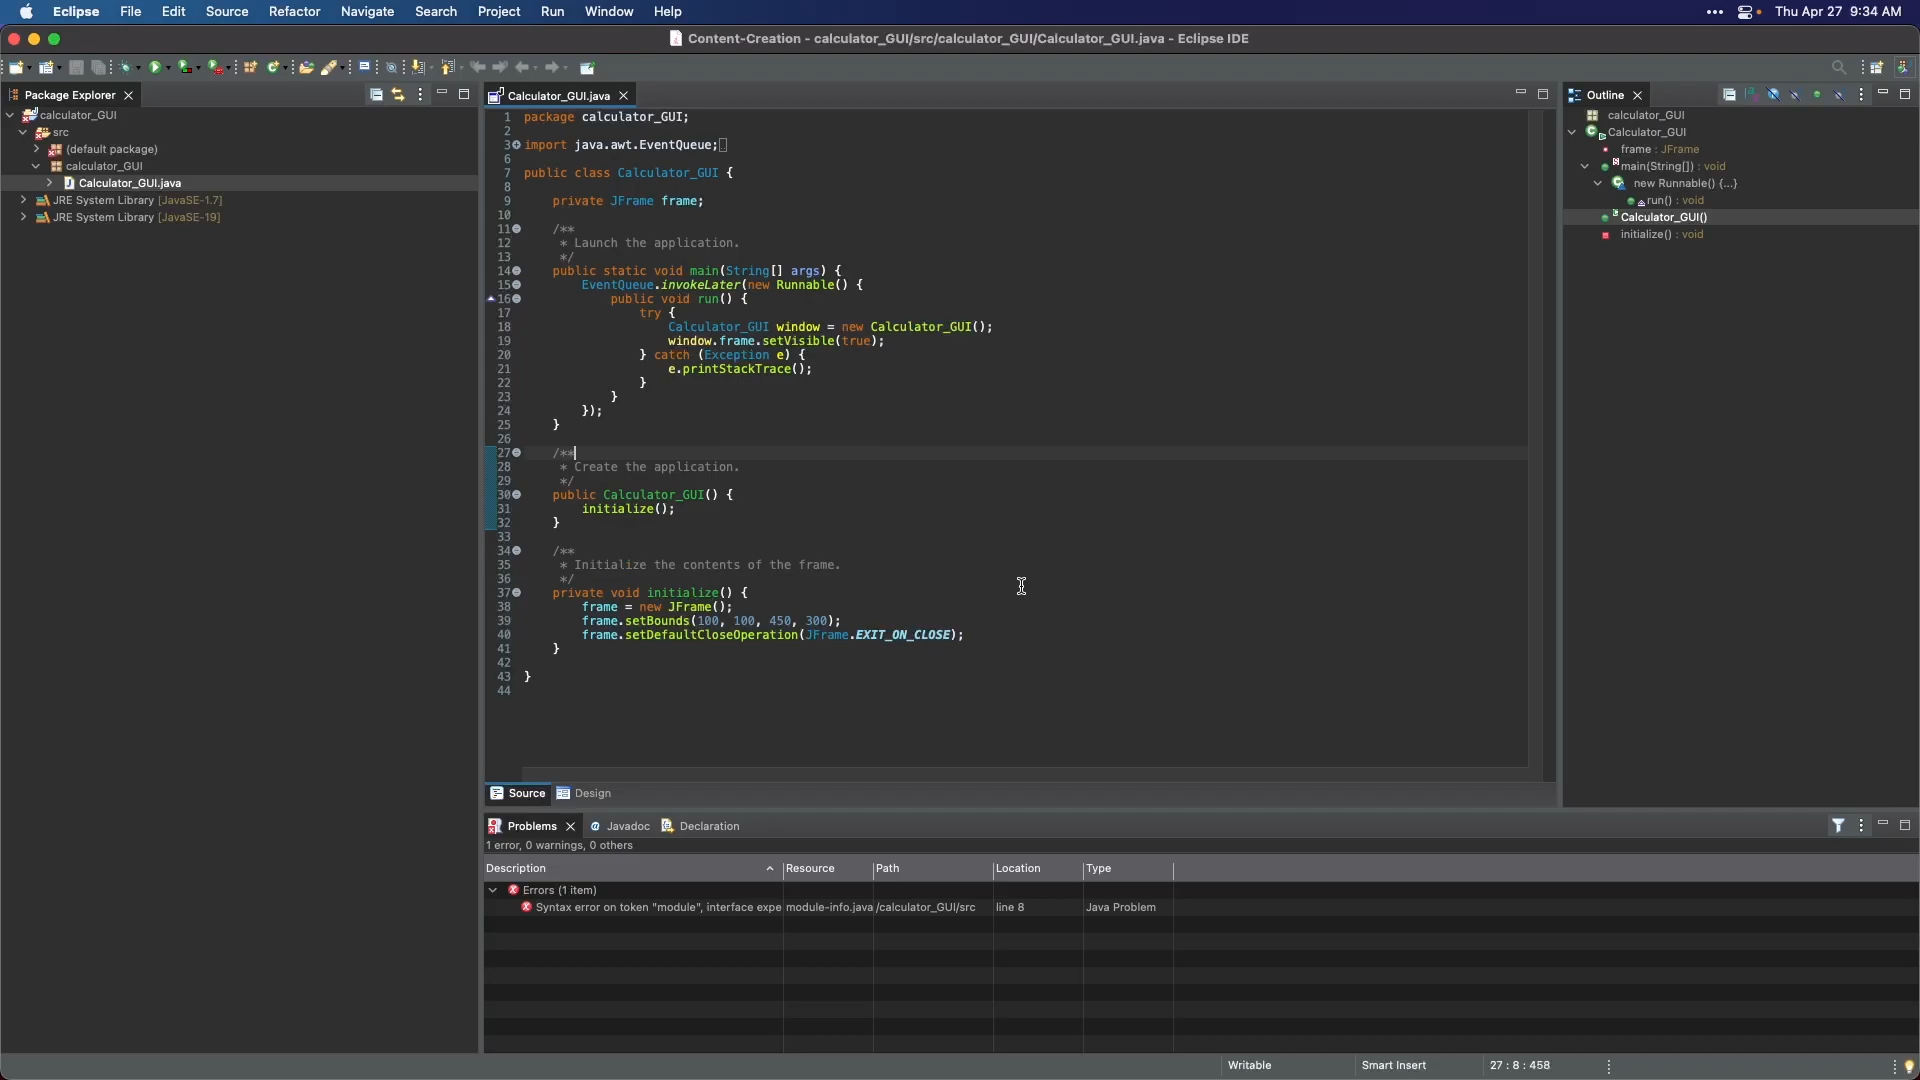 Eclipse File Edit Source Refactor Navigate Search Project Run Window Help Thu Apr 27 9:34 AM
Content-Creation - calculator_GUI/src/calculator_GUI/Calculator_GUI.java - Eclipse IDE
Package Explorer
calculator_GUI
src
(default package)
calculator_GUI
Calculator_GUI.java
JRE System Library [JavaSE-1.7]
JRE System Library [JavaSE-19]
Calculator_GUI.java
1 package calculator_GUI;
2
3 import java.awt.EventQueue;
6
7 public class Calculator_GUI {
8
9 private JFrame frame;
10
11 /**
12 * Launch the application.
13 */
14 public static void main(String[] args) {
15 EventQueue.invokeLater(new Runnable() {
16 public void run() {
17 try {
18 Calculator_GUI window = new Calculator_GUI();
19 window.frame.setVisible(true);
20 } catch (Exception e) {
21 e.printStackTrace();
22 }
23 }
24 });
25 }
26
27 /**
28 * Create the application.
29 */
30 public Calculator_GUI() {
31 initialize();
32 }
33
34 /**
35 * Initialize the contents of the frame.
36 */
37 private void initialize() {
38 frame = new JFrame();
39 frame.setBounds(100, 100, 450, 300);
40 frame.setDefaultCloseOperation(JFrame.EXIT_ON_CLOSE);
41 }
42
43 }
44
Source Design
Outline
calculator_GUI
Calculator_GUI
frame : JFrame
main(String[]) : void
new Runnable() {...}
run() : void
Calculator_GUI()
initialize() : void
Problems Javadoc Declaration
1 error, 0 warnings, 0 others
Description Resource Path Location Type
Errors (1 item)
Syntax error on token "module", interface expe module-info.java /calculator_GUI/src line 8 Java Problem
Writable Smart Insert 27 : 8 : 458